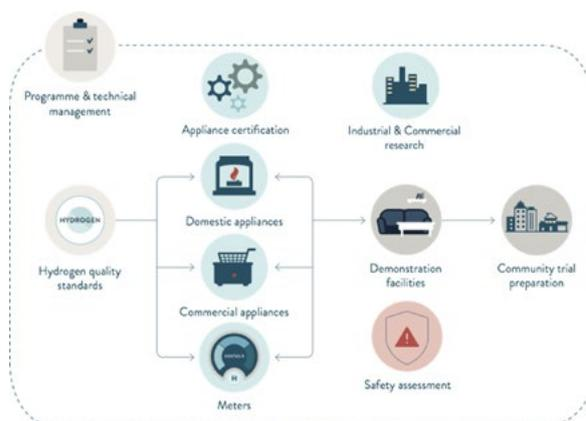 Programme & technical
management
Appliance certification
Industrial & Commercial
research
HYDROGEN
Hydrogen quality
standards
Domestic appliances
Commercial appliances
Demonstration
facilities
Community trial
preparation
H
Meters
Safety assessment